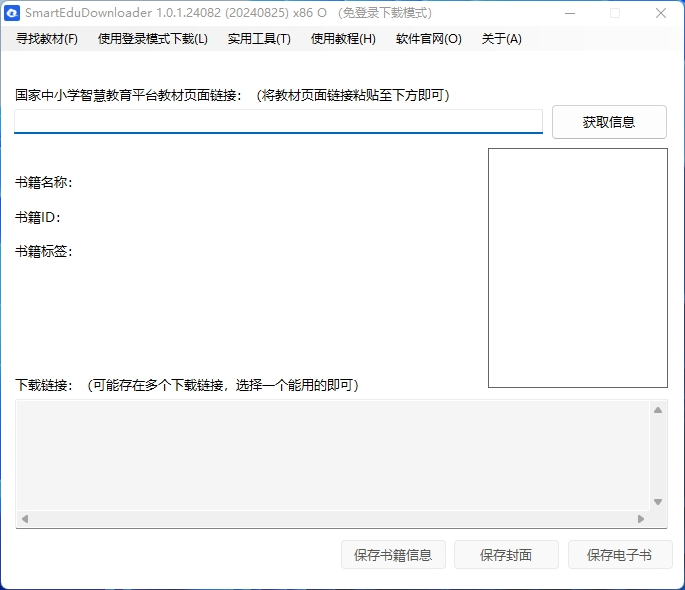 SmartEduDownloader 1.0.1.24082 (20240825) x86 O （免登录下载模式）
寻找教材(F) 使用登录模式下载(L) 实用工具(T) 使用教程(H) 软件官网(O) 关于(A)
国家中小学智慧教育平台教材页面链接：（将教材页面链接粘贴至下方即可）
获取信息
书籍名称：
书籍ID：
书籍标签：
下载链接：（可能存在多个下载链接，选择一个能用的即可）
保存书籍信息 保存封面 保存电子书